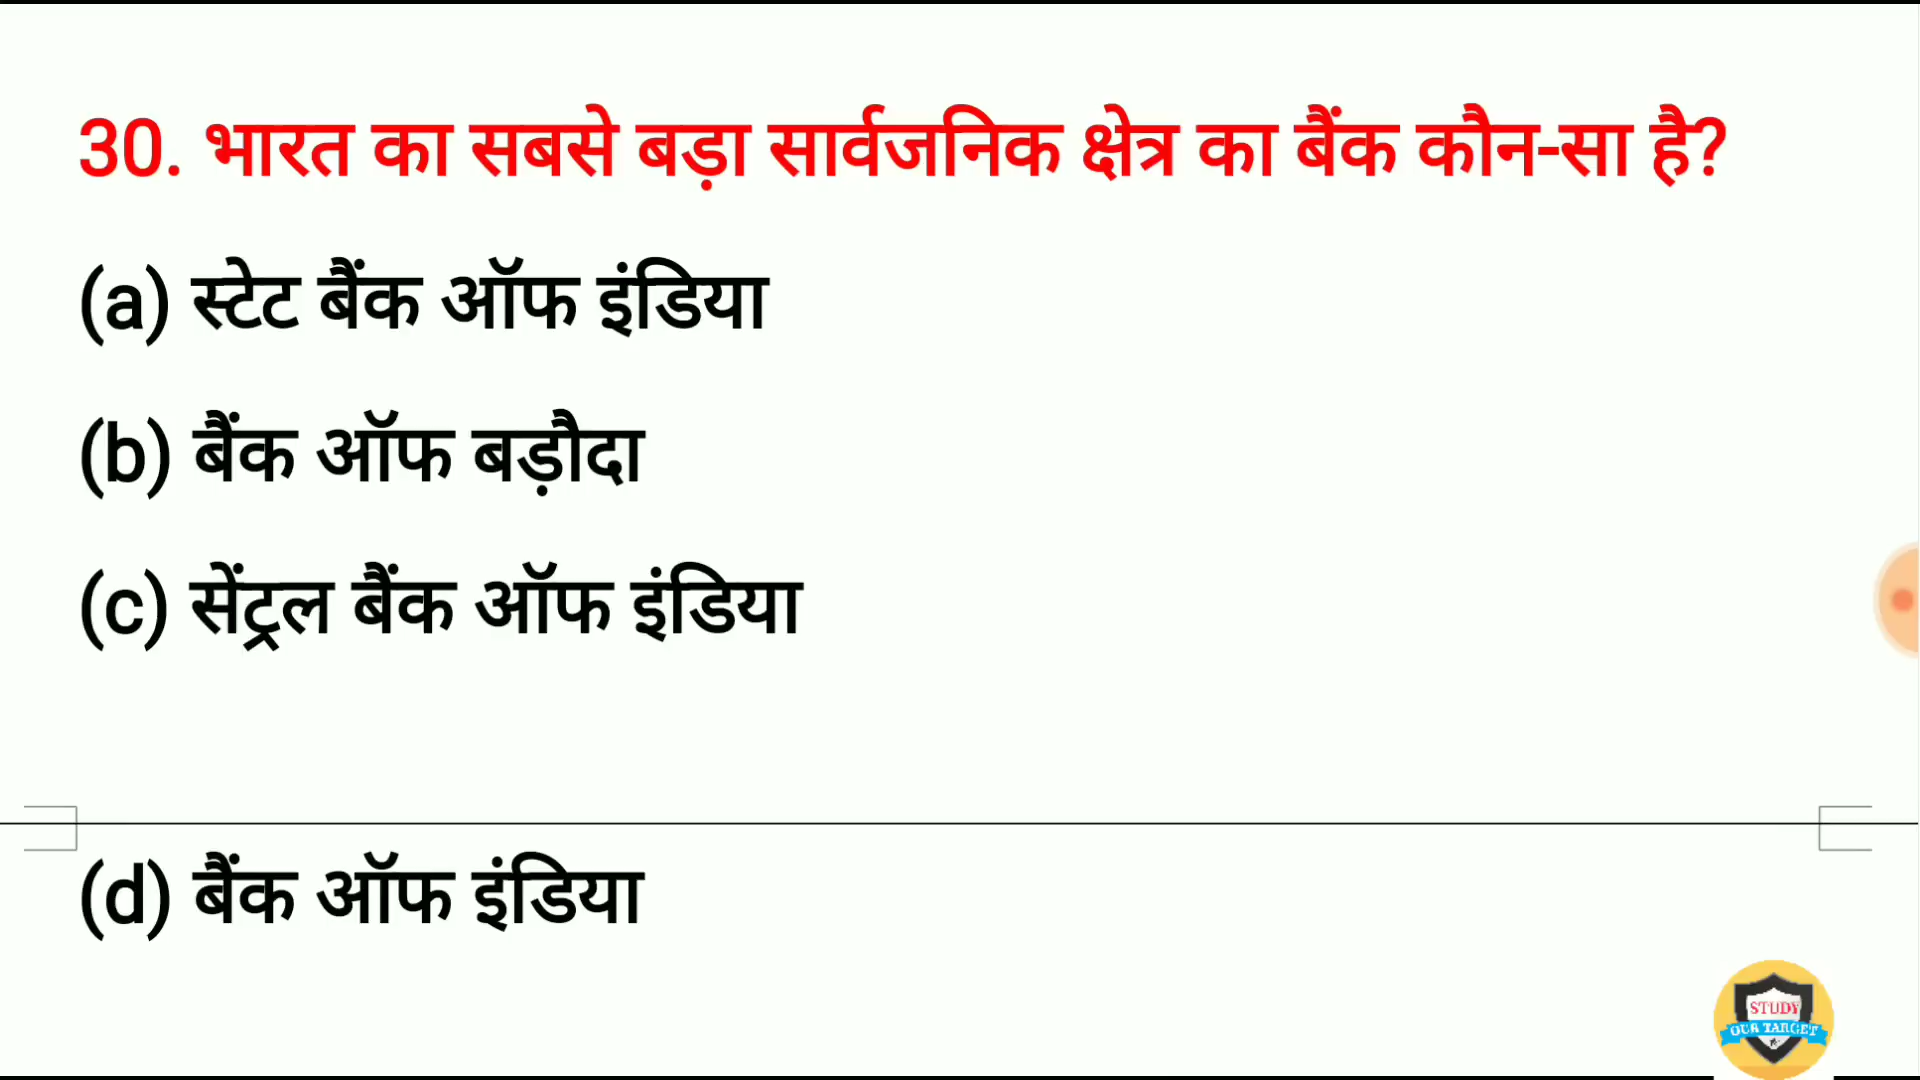 30. भारत का सबसे बड़ा सार्वजनिक क्षेत्र का बैंक कौन-सा है?
(a) स्टेट बैंक ऑफ इंडिया
(b) बैंक ऑफ बड़ौदा
(c) सेंट्रल बैंक ऑफ इंडिया
(d) बैंक ऑफ इंडिया
STUDY
OUR TARGET